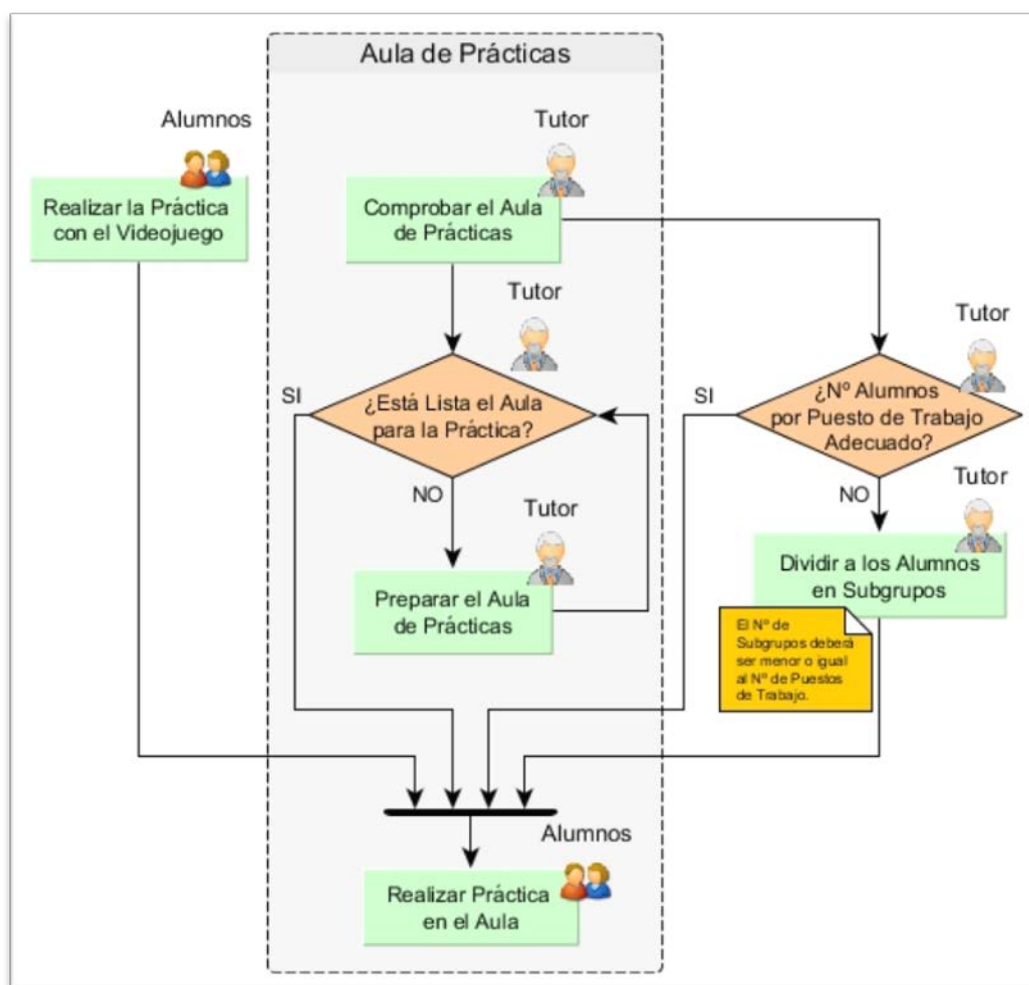 Aula de Prácticas
Alumnos
Realizar la Práctica
con el Videojuego
Tutor
Comprobar el Aula
de Prácticas
Tutor
SI
¿Está Lista el Aula
para la Práctica?
NO
Tutor
Preparar el Aula
de Prácticas
Tutor
SI
¿Nº Alumnos
por Puesto de Trabajo
Adecuado?
NO
Tutor
Dividir a los Alumnos
en Subgrupos
El Nº de
Subgrupos deberá
ser menor o igual
al Nº de Puestos
de Trabajo.
Alumnos
Realizar Práctica
en el Aula